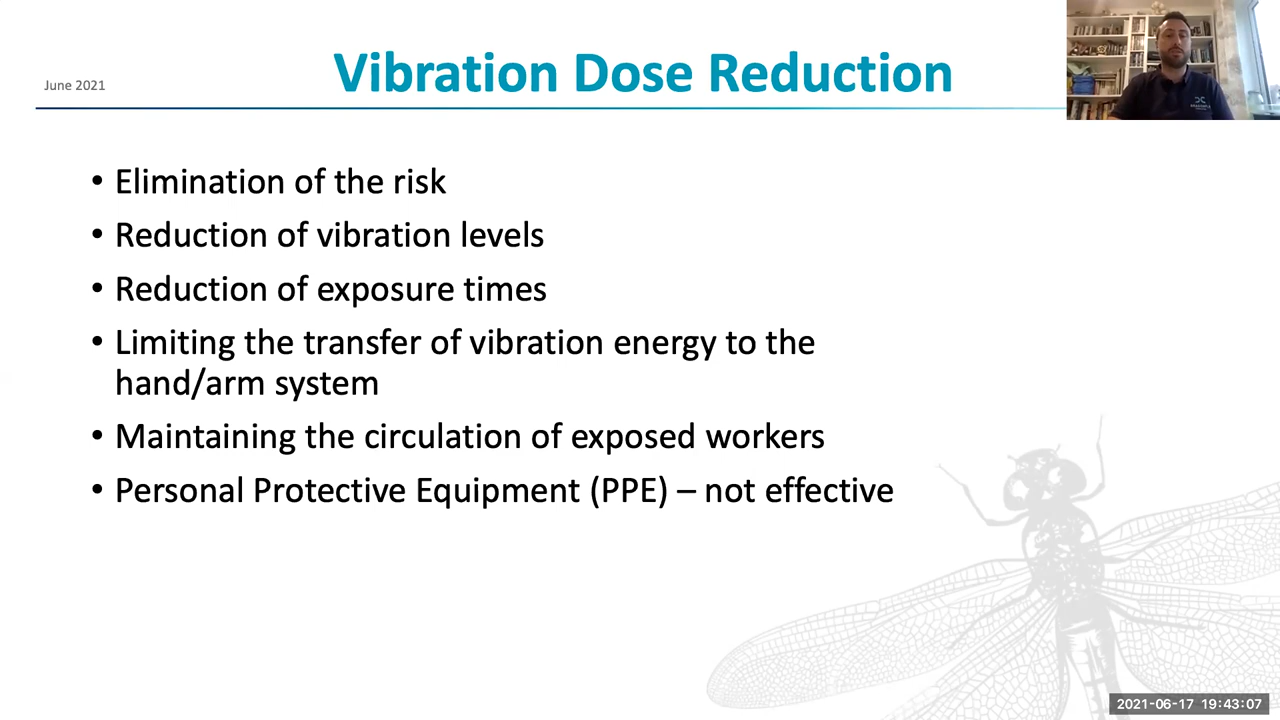 June 2021
Vibration Dose Reduction
• Elimination of the risk
• Reduction of vibration levels
• Reduction of exposure times
• Limiting the transfer of vibration energy to the
hand/arm system
• Maintaining the circulation of exposed workers
• Personal Protective Equipment (PPE) – not effective
2021-06-17 19:43:07